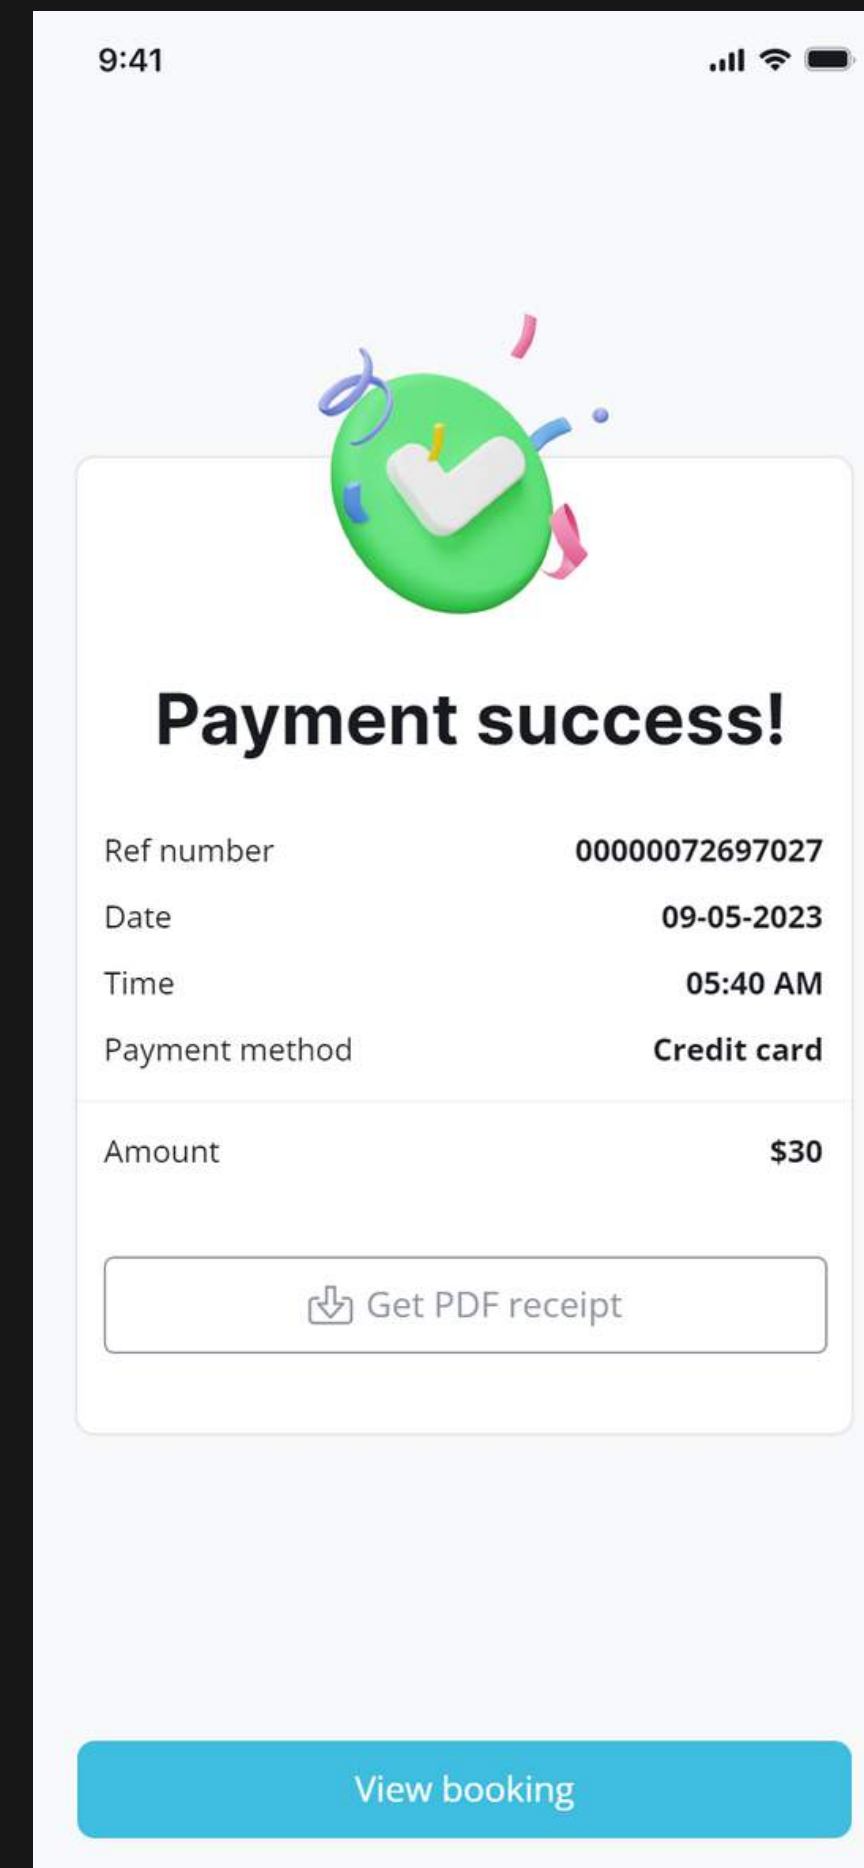 9:41
Payment success!
Ref number 00000072697027
Date 09-05-2023
Time 05:40 AM
Payment method Credit card
Amount $30
Get PDF receipt
View booking